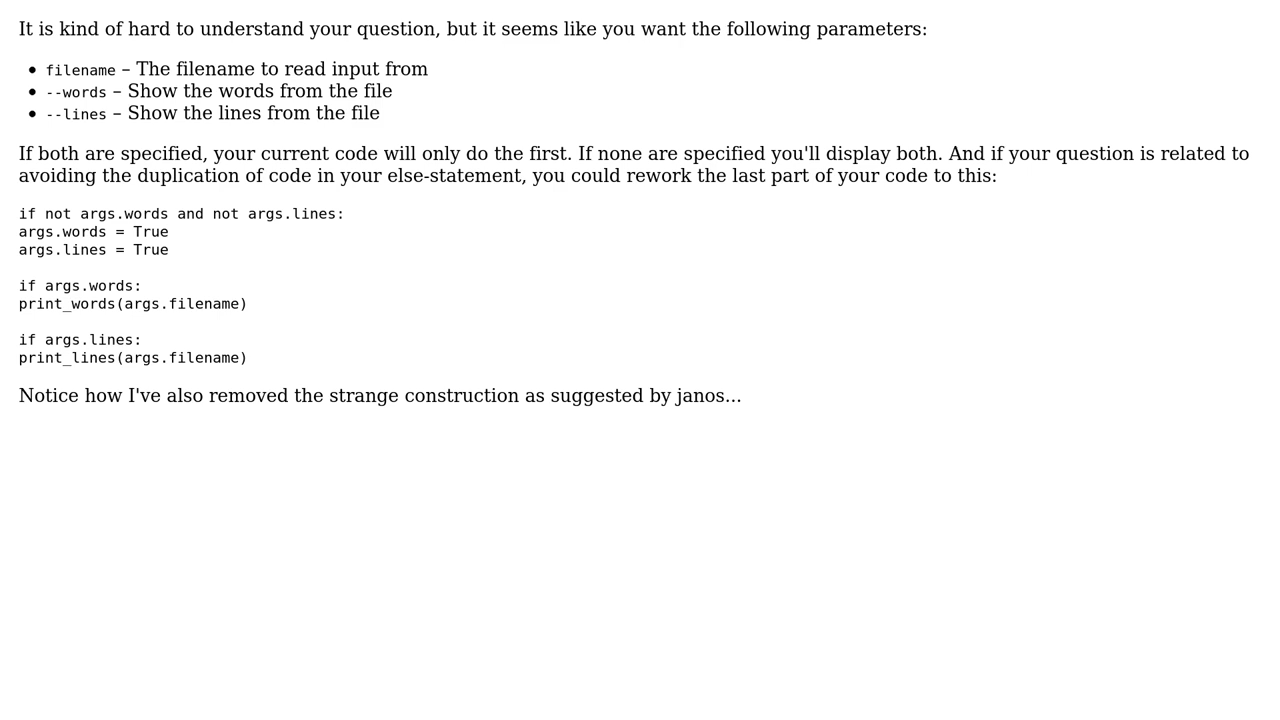 It is kind of hard to understand your question, but it seems like you want the following parameters:
• filename – The filename to read input from
• --words – Show the words from the file
• --lines – Show the lines from the file
If both are specified, your current code will only do the first. If none are specified you'll display both. And if your question is related to
avoiding the duplication of code in your else-statement, you could rework the last part of your code to this:
if not args.words and not args.lines:
args.words = True
args.lines = True
if args.words:
print_words(args.filename)
if args.lines:
print_lines(args.filename)
Notice how I've also removed the strange construction as suggested by janos...